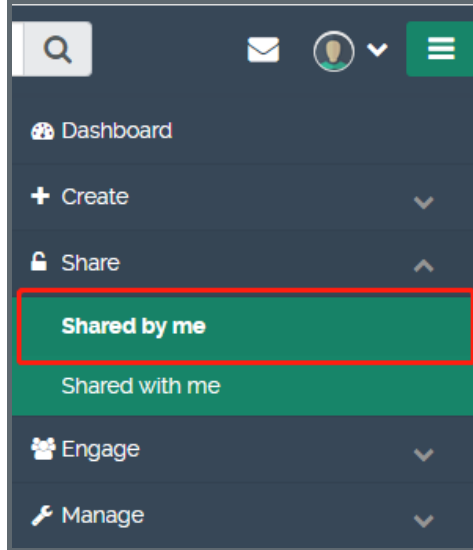 Dashboard
Create
Share
Shared by me
Shared with me
Engage
Manage